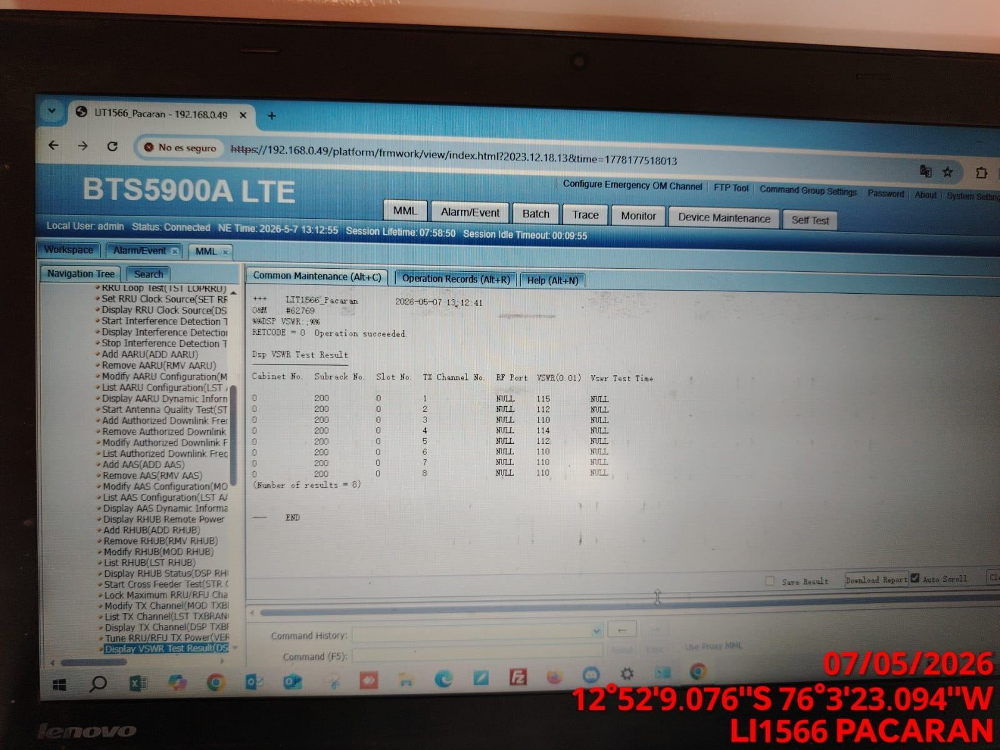 LIT1566_Pacaran - 192.168.0.49
No es seguro https://192.168.0.49/platform/frmwork/view/index.html?2023.12.18.13&time=1778177518013
BTS5900A LTE
Configure Emergency OM Channel FTP Tool Command Group Settings Password About System Setting
MML Alarm/Event Batch Trace Monitor Device Maintenance Self Test
Local User: admin Status: Connected NE Time: 2026-5-7 13:12:55 Session Lifetime: 07:58:50 Session Idle Timeout: 00:09:55
Workspace Alarm/Event MML
Navigation Tree Search
RRU Loop Test(TST LOPRRU)
Set RRU Clock Source(SET RF
Display RRU Clock Source(DS
Start Interference Detection T
Display Interference Detection
Stop Interference Detection T
Add AARU(ADD AARU)
Remove AARU(RMV AARU)
Modify AARU Configuration(M
List AARU Configuration(LST
Display AARU Dynamic Inform
Start Antenna Quality Test(ST
Add Authorized Downlink Fre
Remove Authorized Downlink
Modify Authorized Downlink F
List Authorized Downlink Freq
Add AAS(ADD AAS)
Remove AAS(RMV AAS)
Modify AAS Configuration(MO
List AAS Configuration(LST A
Display AAS Dynamic Informa
Display RHUB Remote Power
Add RHUB(ADD RHUB)
Remove RHUB(RMV RHUB)
Modify RHUB(MOD RHUB)
List RHUB(LST RHUB)
Display RHUB Status(DSP RH
Start Cross Feeder Test(STR C
Lock Maximum RRU/RFU Cha
Modify TX Channel(MOD TXB
List TX Channel(LST TXBRAN
Display TX Channel(DSP TXBF
Tune RRU/RFU TX Power(VER
Display VSWR Test Result(DS
Common Maintenance (Alt+C) Operation Records (Alt+R) Help (Alt+N)
+++ LIT1566_Pacaran 2026-05-07 13:12:41
O&M #62769
%%DSP VSWR:;%%
RETCODE = 0 Operation succeeded.
Dsp VSWR Test Result
Cabinet No. Subrack No. Slot No. TX Channel No. RF Port VSWR(0.01) Vswr Test Time
0 200 0 1 NULL 115 NULL
0 200 0 2 NULL 112 NULL
0 200 0 3 NULL 110 NULL
0 200 0 4 NULL 114 NULL
0 200 0 5 NULL 112 NULL
0 200 0 6 NULL 110 NULL
0 200 0 7 NULL 110 NULL
0 200 0 8 NULL 110 NULL
(Number of results = 8)
--- END
Save Result Download Report Auto Scroll Cl
Command History:
Command (F5): Assist Exec Use Proxy MML
07/05/2026
12°52'9.076"S 76°3'23.094"W
LI1566 PACARAN
lenovo